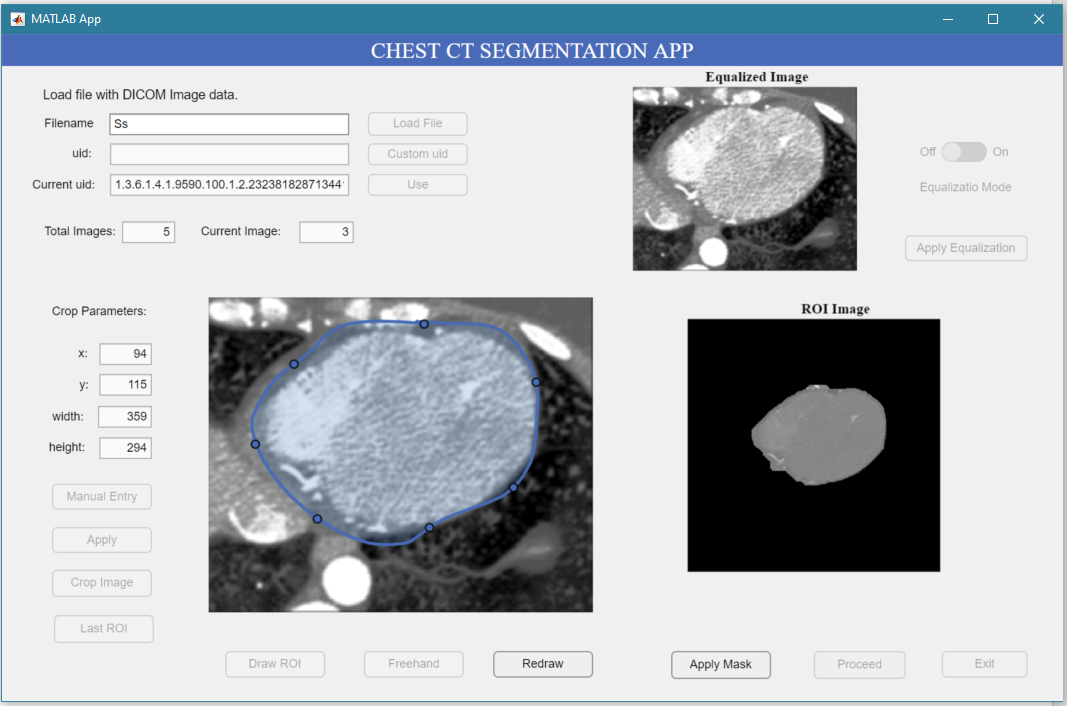 MATLAB App
CHEST CT SEGMENTATION APP
Load file with DICOM Image data.
Filename
Ss
Load File
uid:
Custom uid
Current uid:
1.3.6.1.4.1.9590.100.1.2.23238182871344
Use
Total Images:
5
Current Image:
3
Equalized Image
Off
On
Equalizatio Mode
Apply Equalization
Crop Parameters:
x:
94
y:
115
width:
359
height:
294
Manual Entry
Apply
Crop Image
Last ROI
ROI Image
Draw ROI
Freehand
Redraw
Apply Mask
Proceed
Exit